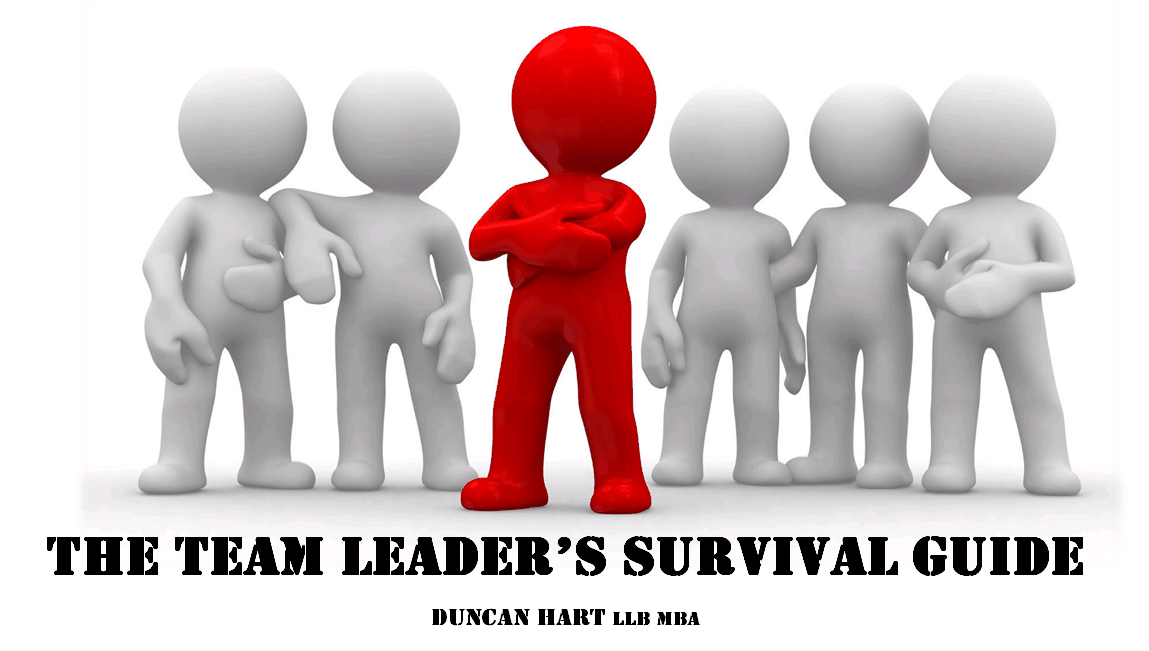 THE TEAM LEADER’S SURVIVAL GUIDE
DUNCAN HART LLB MBA